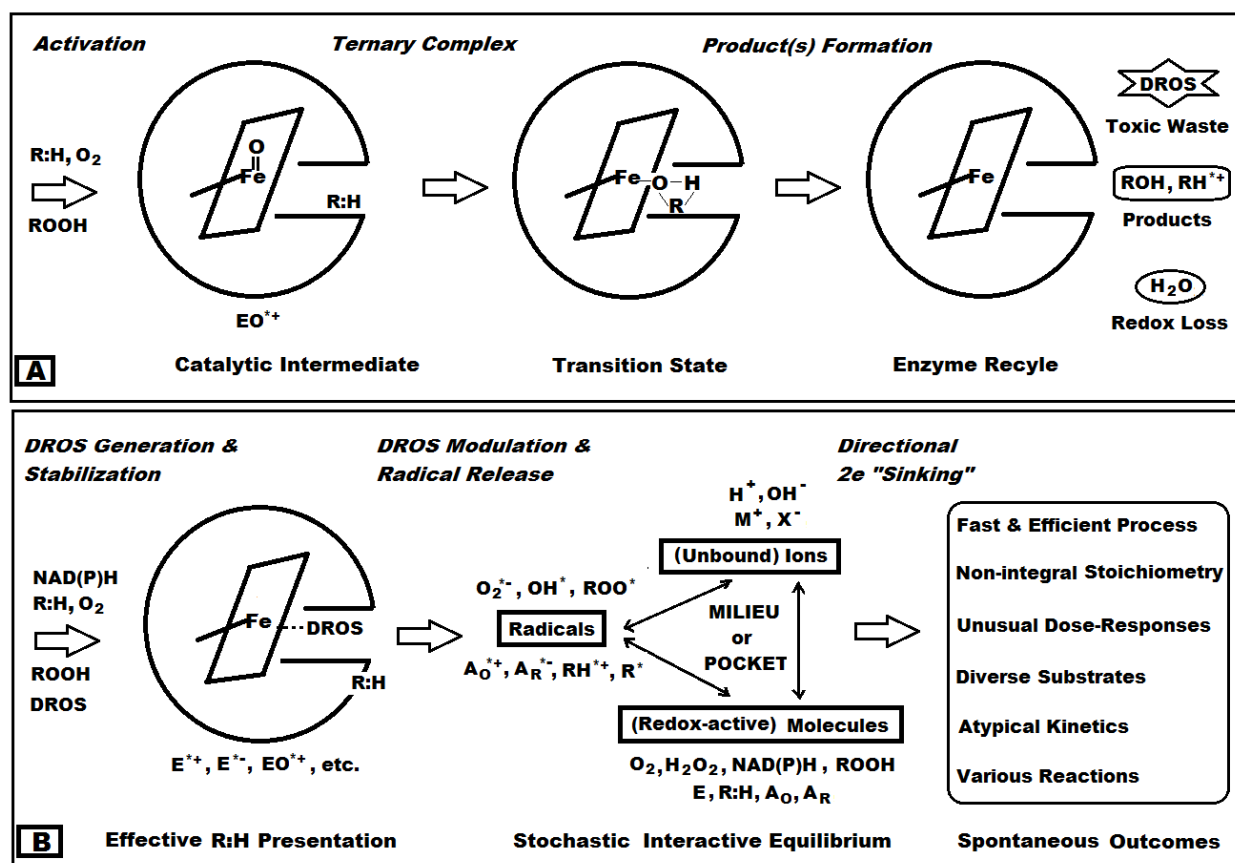 Activation
Ternary Complex
Product(s) Formation
R:H, O2
ROOH
O
Fe
R:H
EO*+
Fe
O
H
R
Fe
DROS
Toxic Waste
ROH, RH*+
Products
H2O
Redox Loss
A
Catalytic Intermediate
Transition State
Enzyme Recyle
DROS Generation &
Stabilization
DROS Modulation &
Radical Release
Directional
2e "Sinking"
NAD(P)H
R:H, O2
ROOH
DROS
Fe
DROS
R:H
E*+, E*-, EO*+, etc.
H+, OH-
M+, X-
(Unbound) Ions
O2*-, OH*, ROO*
Radicals
AO*+, AR*-, RH*+, R*
MILIEU
or
POCKET
(Redox-active) Molecules
O2, H2O2, NAD(P)H, ROOH
E, R:H, AO, AR
Fast & Efficient Process
Non-integral Stoichiometry
Unusual Dose-Responses
Diverse Substrates
Atypical Kinetics
Various Reactions
B
Effective R:H Presentation
Stochastic Interactive Equilibrium
Spontaneous Outcomes